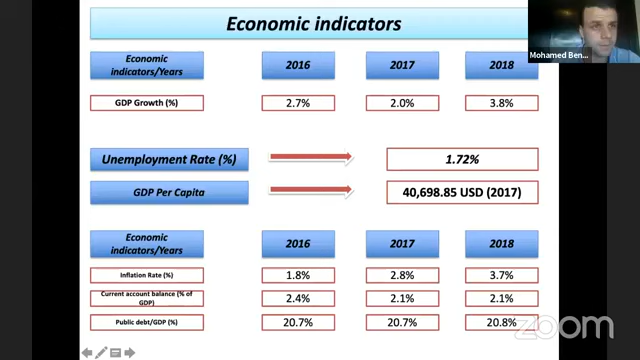 Economic indicators
Mohamed Ben...
Economic
indicators/Years
2016
2017
2018
GDP Growth (%)
2.7%
2.0%
3.8%
Unemployment Rate (%)
1.72%
GDP Per Capita
40,698.85 USD (2017)
Economic
indicators/Years
2016
2017
2018
Inflation Rate (%)
1.8%
2.8%
3.7%
Current account balance (% of
GDP)
2.4%
2.1%
2.1%
Public debt/GDP (%)
20.7%
20.7%
20.8%
zoom